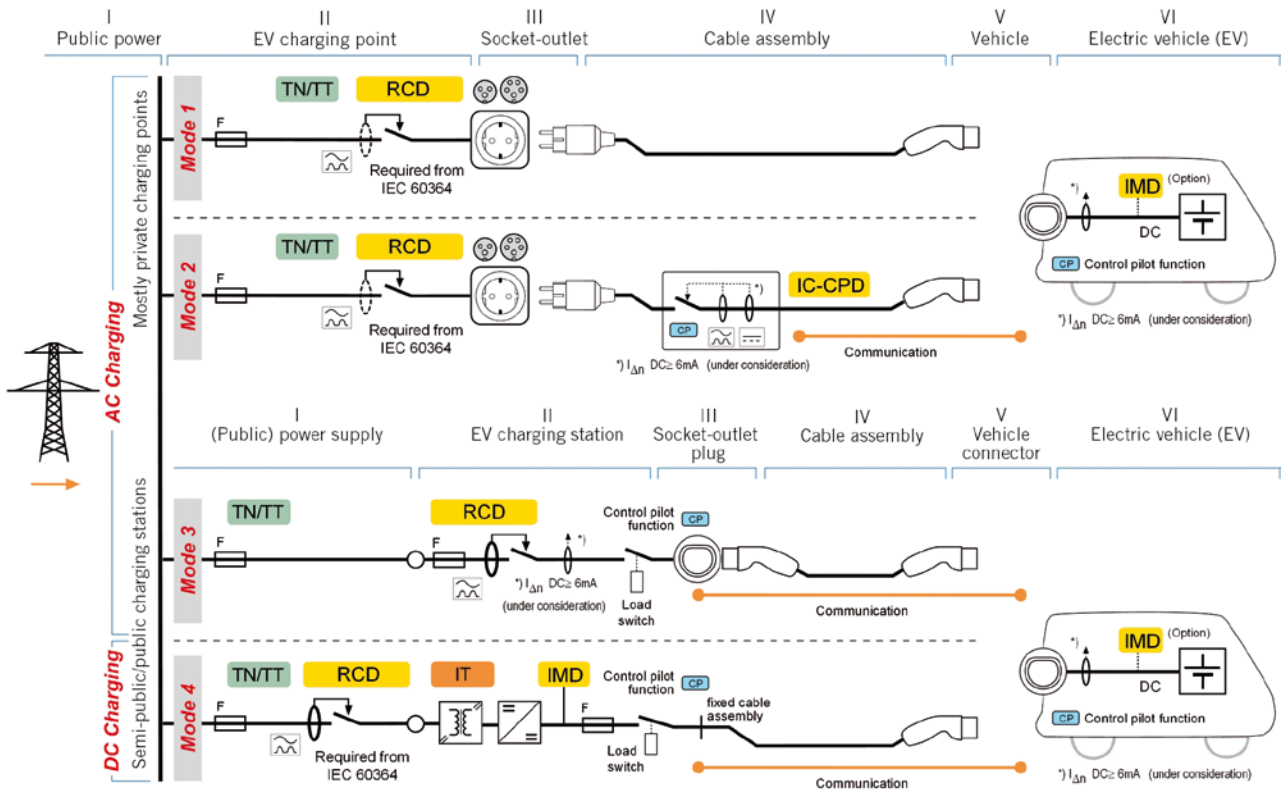 I
II
III
IV
V
VI
Public power
EV charging point
Socket-outlet
Cable assembly
Vehicle
Electric vehicle (EV)
AC Charging
Mostly private charging points
Mode 1
F
TN/TT
RCD
Required from
IEC 60364
Mode 2
F
TN/TT
RCD
Required from
IEC 60364
*)
CP
IC-CPD
*) IΔn DC≥ 6mA (under consideration)
Communication
*)
IMD
(Option)
DC
CP Control pilot function
*) IΔn DC≥ 6mA (under consideration)
I
II
III
IV
V
VI
(Public) power supply
EV charging station
Socket-outlet
plug
Cable assembly
Vehicle
connector
Electric vehicle (EV)
DC Charging
Semi-public/public charging stations
Mode 3
F
TN/TT
RCD
F
*)
*) IΔn DC≥ 6mA
(under consideration)
Control pilot
function
CP
Load
switch
Communication
Mode 4
F
TN/TT
RCD
Required from
IEC 60364
IT
IMD
F
Control pilot
function
CP
fixed cable
assembly
Load
switch
Communication
*)
IMD
(Option)
DC
CP Control pilot function
*) IΔn DC≥ 6mA (under consideration)